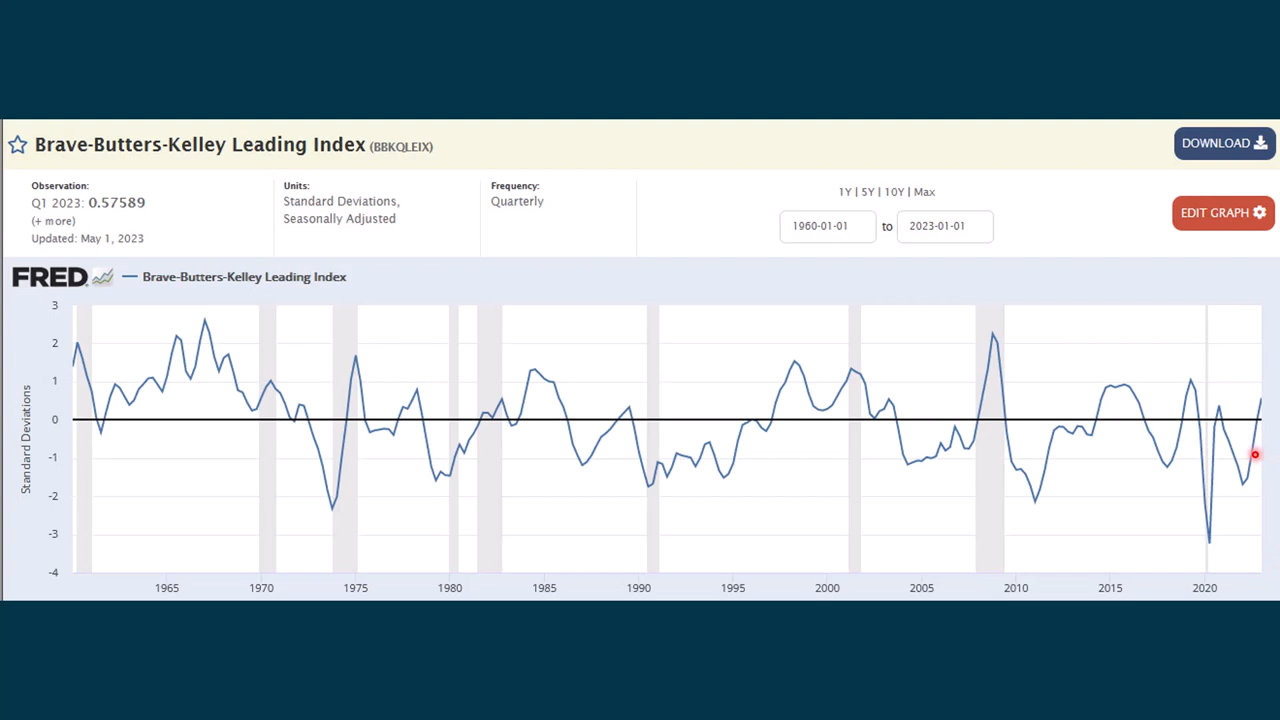 Brave-Butters-Kelley Leading Index (BBKQLEIX)
DOWNLOAD
Observation:
Q1 2023: 0.57589
(+ more)
Updated: May 1, 2023
Units:
Standard Deviations,
Seasonally Adjusted
Frequency:
Quarterly
1Y | 5Y | 10Y | Max
1960-01-01 to 2023-01-01
EDIT GRAPH
FRED
Brave-Butters-Kelley Leading Index
Standard Deviations
3
2
1
0
-1
-2
-3
-4
1965 1970 1975 1980 1985 1990 1995 2000 2005 2010 2015 2020